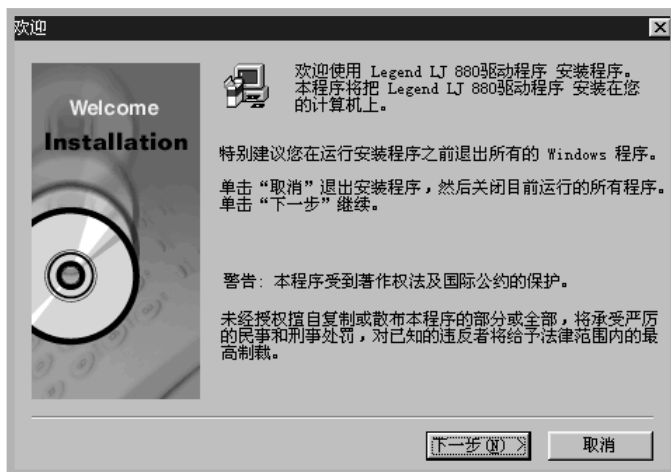 欢迎
Welcome
Installation
欢迎使用 Legend LJ 880驱动程序 安装程序。
本程序将把 Legend LJ 880驱动程序 安装在您
的计算机上。
特别建议您在运行安装程序之前退出所有的 Windows 程序。
单击“取消”退出安装程序，然后关闭目前运行的所有程序。
单击“下一步”继续。
警告: 本程序受到著作权法及国际公约的保护。
未经授权擅自复制或散布本程序的部分或全部，将承受严厉
的民事和刑事处罚，对已知的违反者将给予法律范围内的最
高制裁。
下一步(N) >
取消